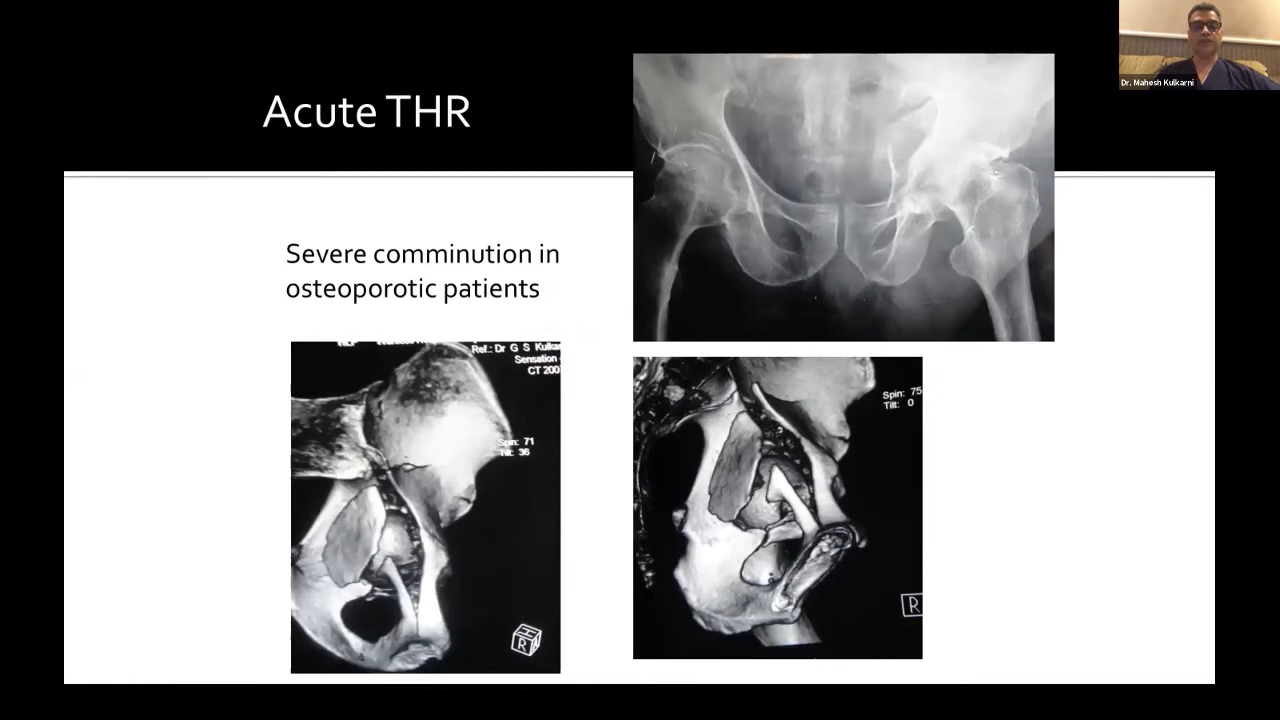 Acute THR
Dr. Mahesh Kulkarni
Severe comminution in
osteoporotic patients
Ref.: Dr G S Kulkar
Sensation
CT 200
Spin: 71
Tilt: 36
R
Spin: 75
Tilt: 0
R